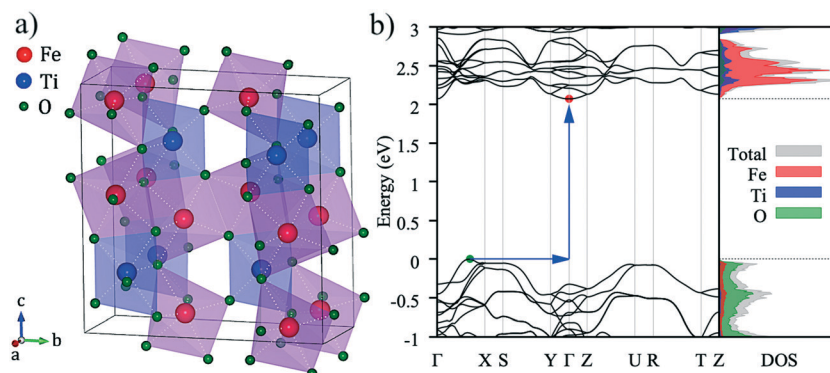 a)
Fe
Ti
O
c
a
b
b)
Energy (eV)
3
2.5
2
1.5
1
0.5
0
-0.5
-1
Γ X S Y Γ Z U R T Z
Total
Fe
Ti
O
DOS